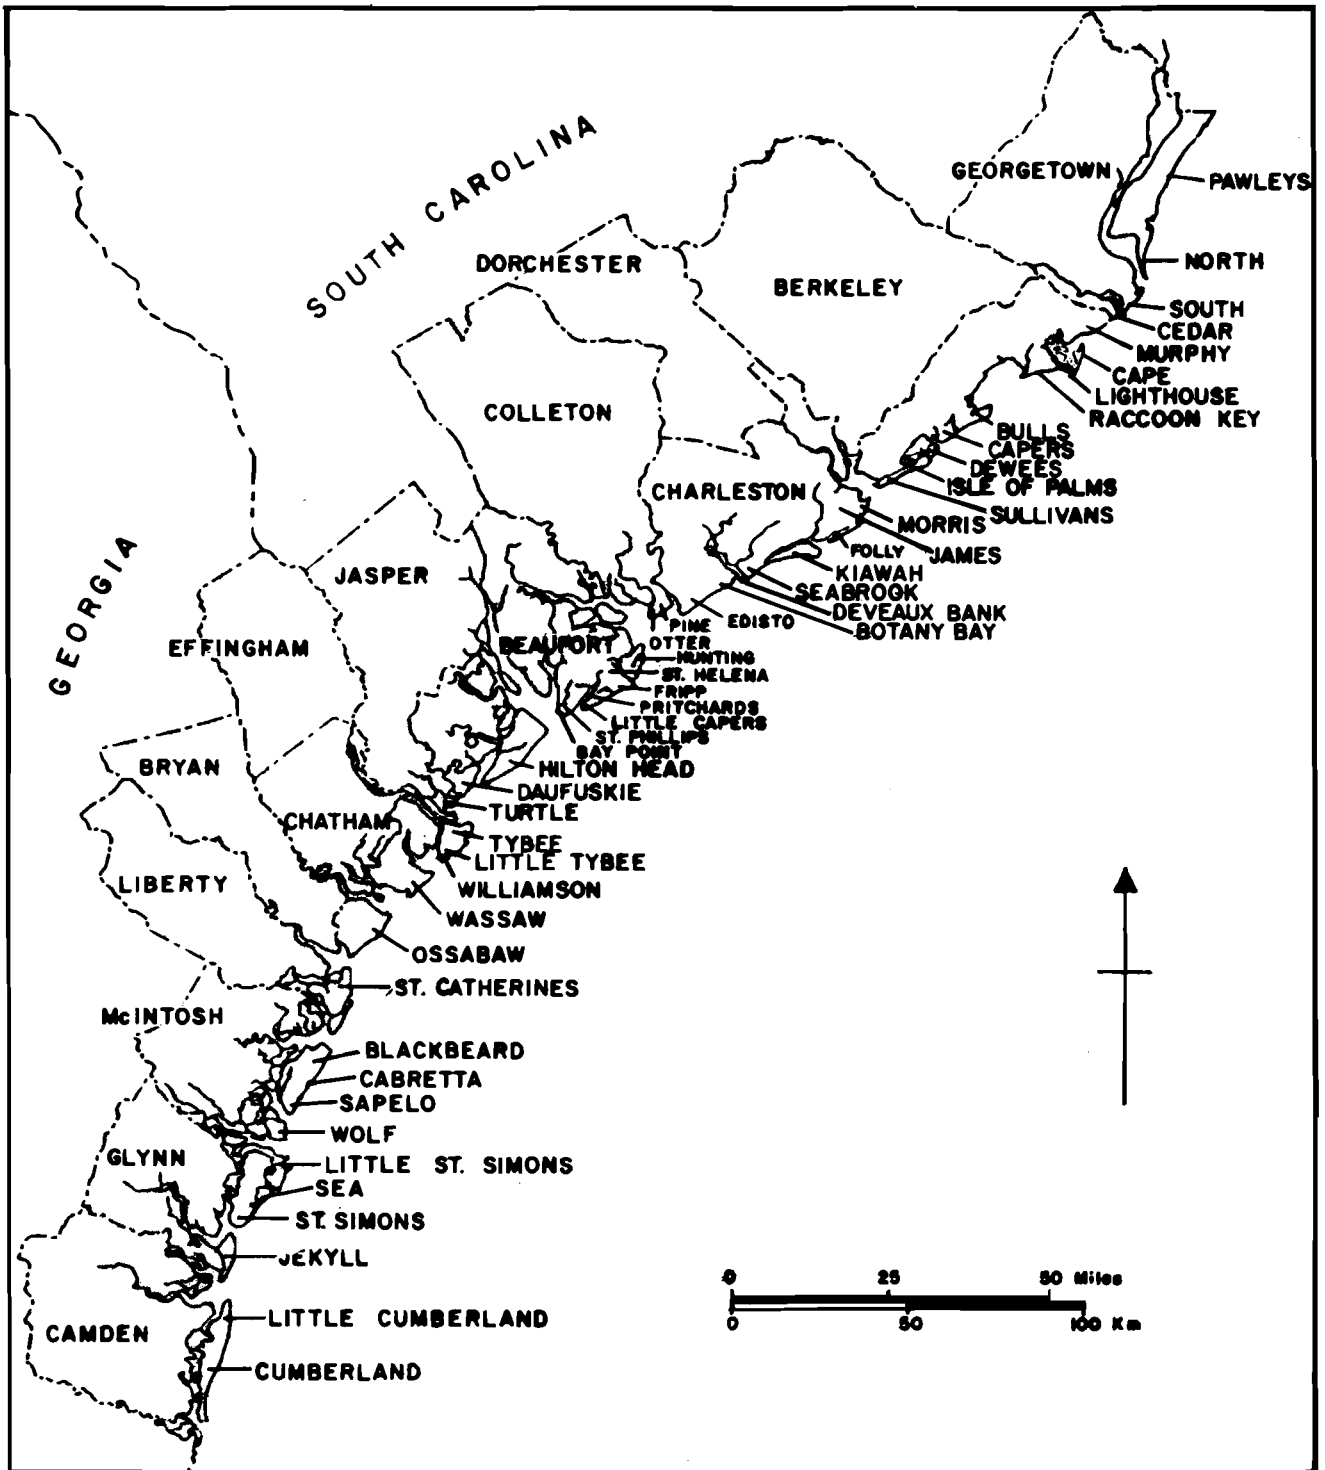 SOUTH CAROLINA
GEORGIA
GEORGETOWN
PAWLEYS
NORTH
DORCHESTER
BERKELEY
SOUTH
CEDAR
MURPHY
CAPE
LIGHTHOUSE
RACCOON KEY
COLLETON
BULLS
CAPERS
DEWEES
ISLE OF PALMS
SULLIVANS
CHARLESTON
MORRIS
JAMES
FOLLY
KIAWAH
SEABROOK
DEVEAUX BANK
BOTANY BAY
EDISTO
JASPER
PINE
OTTER
BEAUFORT
HUNTING
ST. HELENA
FRIPP
PRITCHARDS
LITTLE CAPERS
ST. PHILLIPS
BAY POINT
HILTON HEAD
EFFINGHAM
DAUFUSKIE
TURTLE
BRYAN
CHATHAM
TYBEE
LITTLE TYBEE
WILLIAMSON
WASSAW
LIBERTY
OSSABAW
ST. CATHERINES
McINTOSH
BLACKBEARD
CABRETTA
SAPELO
WOLF
GLYNN
LITTLE ST. SIMONS
SEA
ST. SIMONS
JEKYLL
LITTLE CUMBERLAND
CAMDEN
CUMBERLAND
0 25 50 Miles
0 50 100 Km